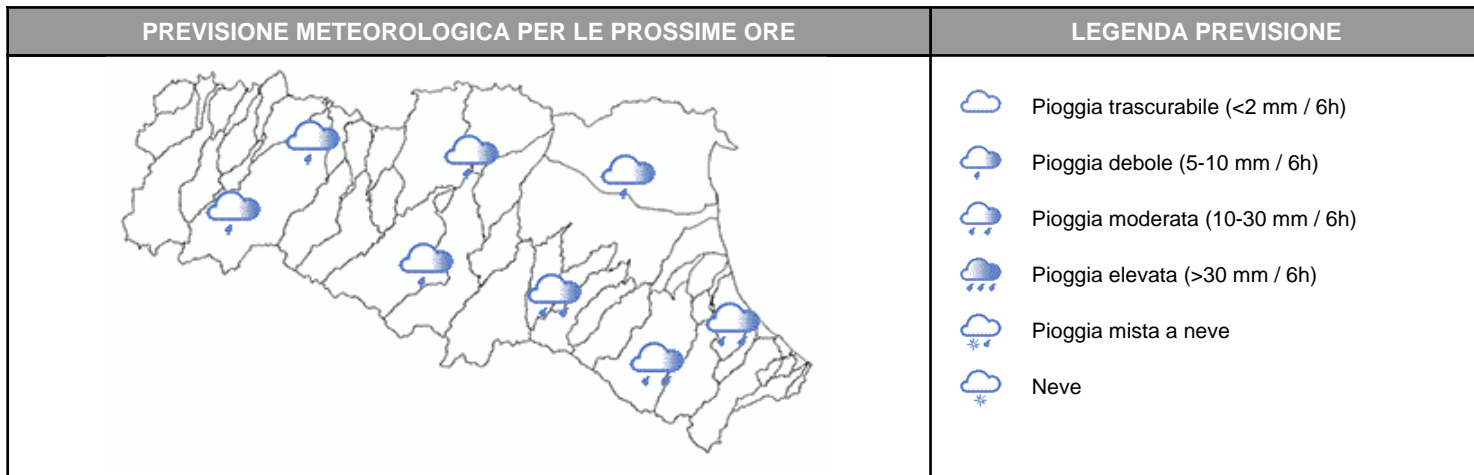 PREVISIONE METEOROLOGICA PER LE PROSSIME ORE
LEGENDA PREVISIONE
Pioggia trascurabile (<2 mm / 6h)
Pioggia debole (5-10 mm / 6h)
Pioggia moderata (10-30 mm / 6h)
Pioggia elevata (>30 mm / 6h)
Pioggia mista a neve
Neve